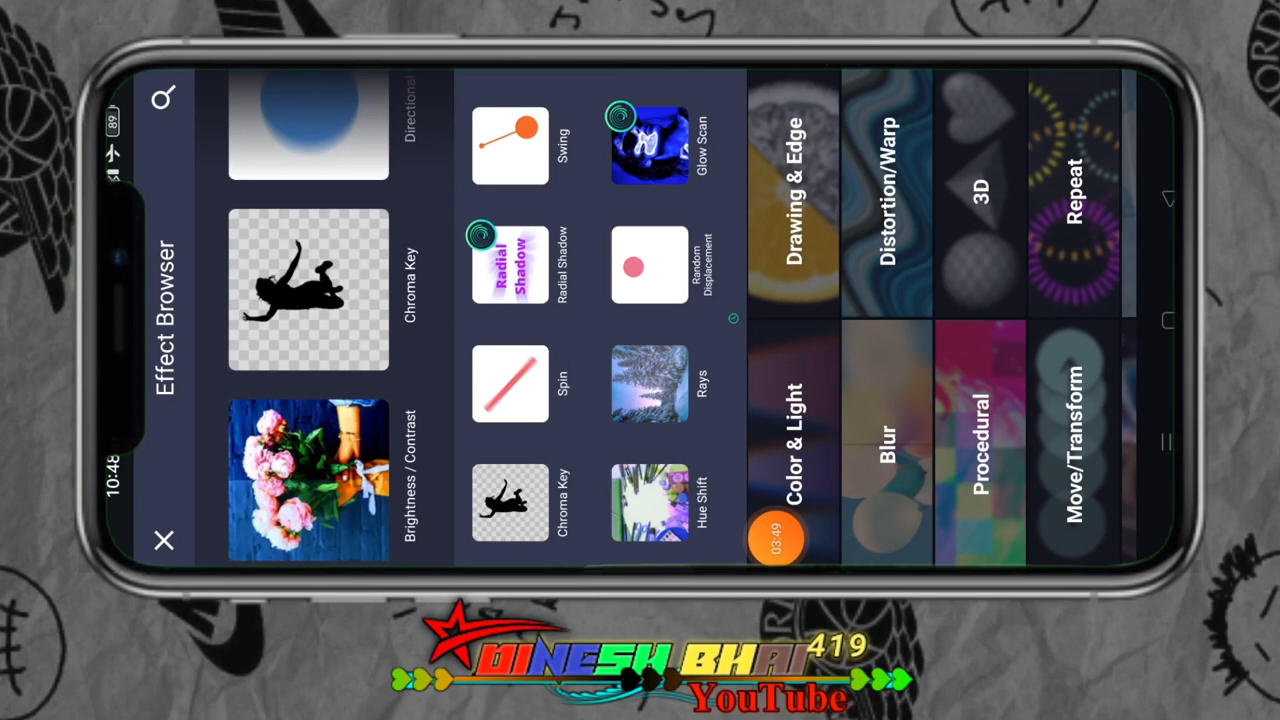 10:48
89
Effect Browser
Brightness / Contrast
Chroma Key
Directional
Chroma Key
Spin
Radial
Shadow
Radial Shadow
Swing
Hue Shift
Rays
Random
Displacement
Glow Scan
Color & Light
Drawing & Edge
Blur
Distortion/Warp
Procedural
3D
Move/Transform
Repeat
03:49
DINESH BHAI 419
YouTube